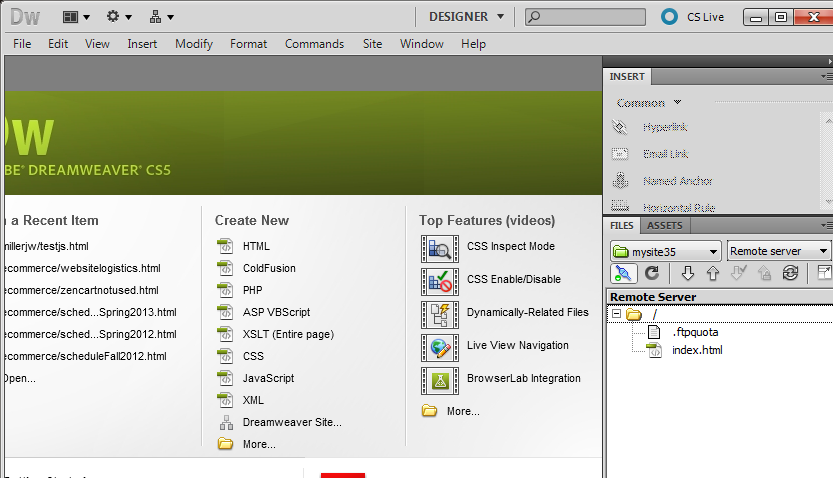 Dw DESIGNER CS Live
File Edit View Insert Modify Format Commands Site Window Help
INSERT
Common
Hyperlink
Email Link
Named Anchor
Horizontal Rule
Dw
BE® DREAMWEAVER® CS5
a Recent Item
millerjw/testjs.html
ecommerce/websitelogistics.html
ecommerce/zencartnotused.html
ecommerce/sched...Spring2013.html
ecommerce/sched...Spring2012.html
ecommerce/scheduleFall2012.html
Open...
Create New
HTML
ColdFusion
PHP
ASP VBScript
XSLT (Entire page)
CSS
JavaScript
XML
Dreamweaver Site...
More...
Top Features (videos)
CSS Inspect Mode
CSS Enable/Disable
Dynamically-Related Files
Live View Navigation
BrowserLab Integration
More...
FILES ASSETS
mysite35 Remote server
Remote Server
/
.ftpquota
index.html